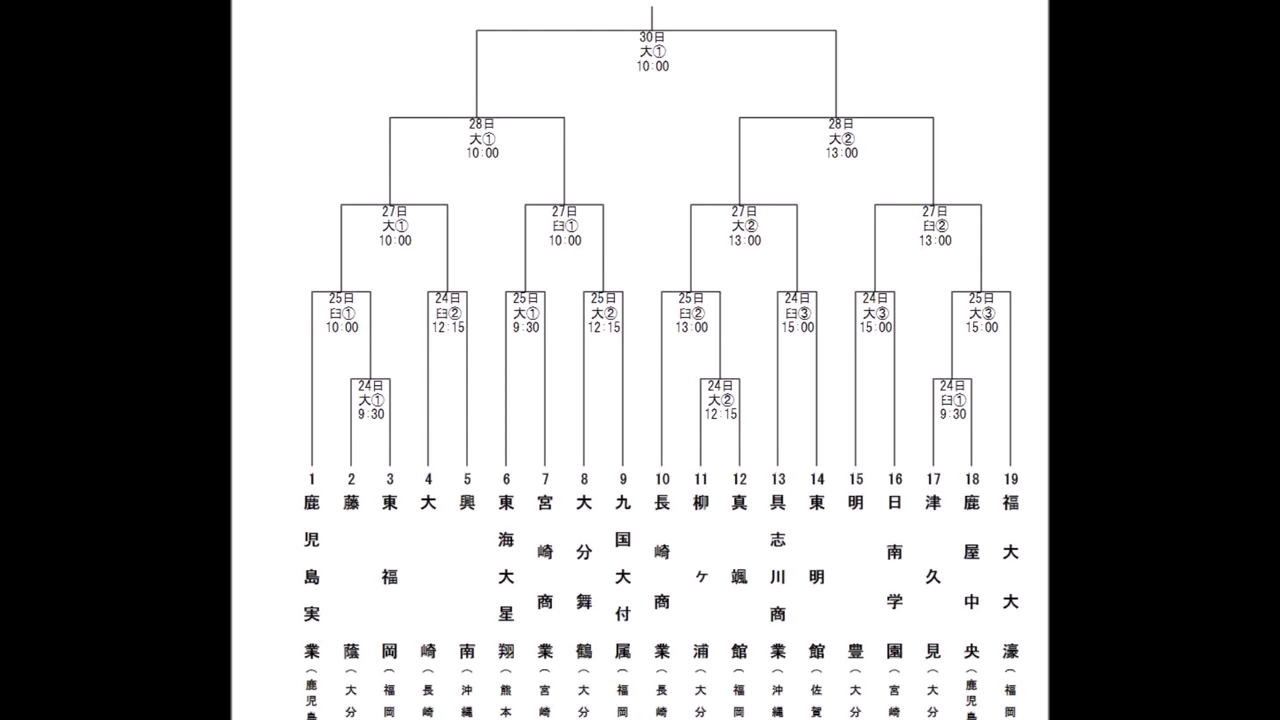 30日
大①
10:00
28日
大①
10:00
28日
大②
13:00
27日
大①
10:00
27日
臼①
10:00
27日
大②
13:00
27日
臼②
13:00
25日
臼①
10:00
24日
臼②
12:15
25日
大①
9:30
25日
大②
12:15
25日
臼②
13:00
24日
臼③
15:00
24日
大③
15:00
25日
大③
15:00
24日
大①
9:30
24日
大②
12:15
24日
臼①
9:30
1 鹿児島実業(鹿児島
2 藤蔭(大分
3 東福岡(福岡
4 大崎(長崎
5 興南(沖縄
6 東海大星翔(熊本
7 宮崎商業(宮崎
8 大分舞鶴(大分
9 九国大付属(福岡
10 長崎商業(長崎
11 柳ヶ浦(大分
12 真颯館(福岡
13 具志川商業(沖縄
14 東明館(佐賀
15 明豊(大分
16 日南学園(宮崎
17 津久見(大分
18 鹿屋中央(鹿児島
19 福大大濠(福岡